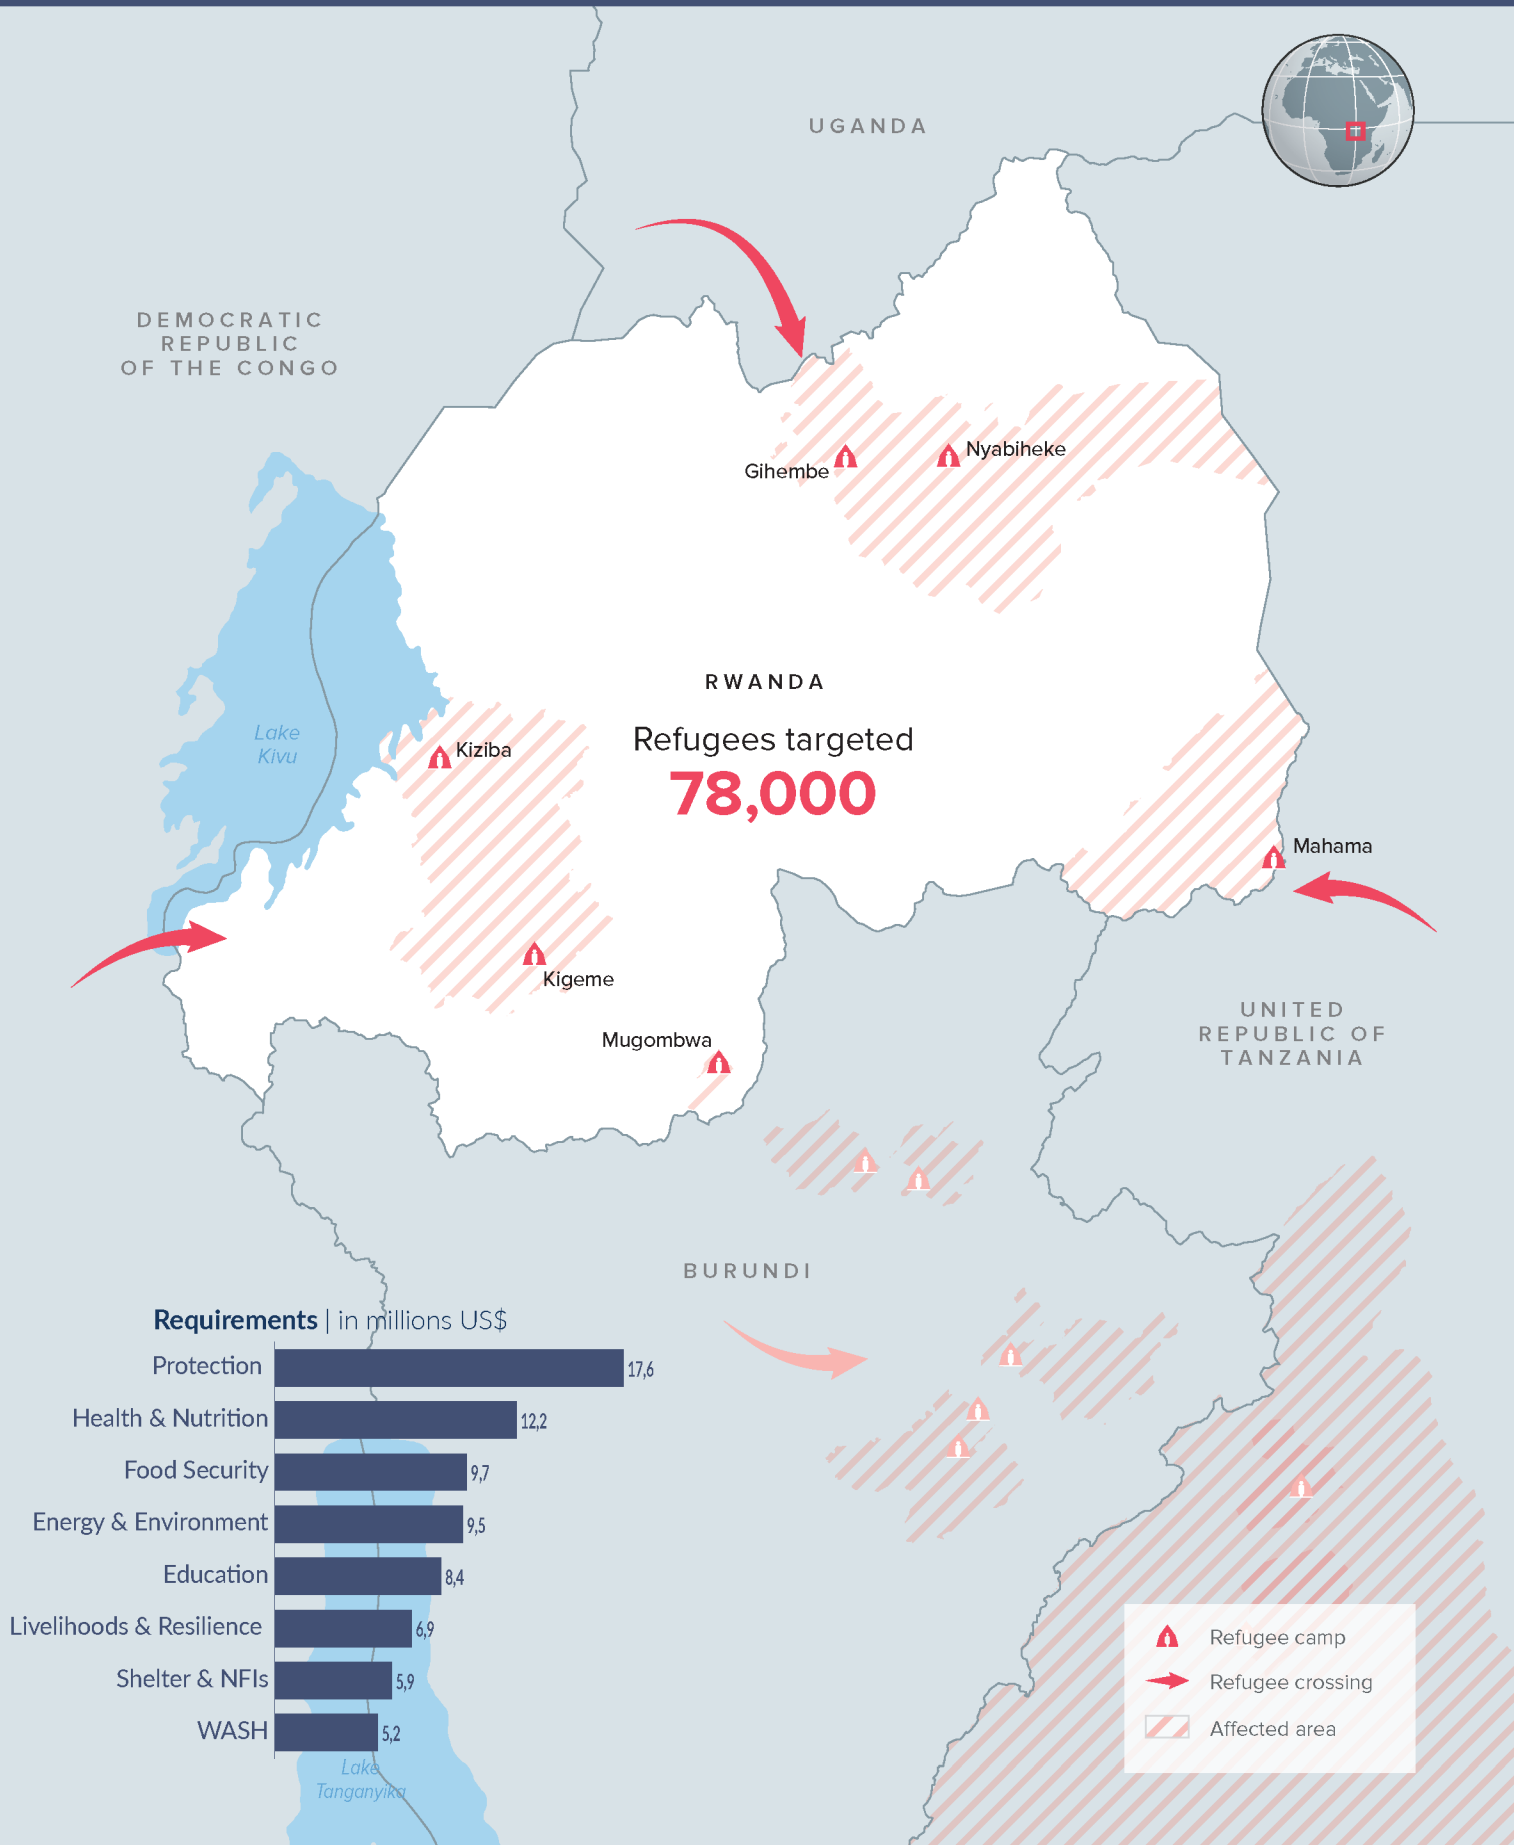 UGANDA
DEMOCRATIC
REPUBLIC
OF THE CONGO
Gihembe
Nyabiheke
RWANDA
Refugees targeted
78,000
Lake
Kivu
Kiziba
Mahama
Kigeme
Mugombwa
UNITED
REPUBLIC OF
TANZANIA
BURUNDI
Requirements | in millions US$
Protection 17,6
Health & Nutrition 12,2
Food Security 9,7
Energy & Environment 9,5
Education 8,4
Livelihoods & Resilience 6,9
Shelter & NFIs 5,9
WASH 5,2
Lake
Tanganyika
Refugee camp
Refugee crossing
Affected area